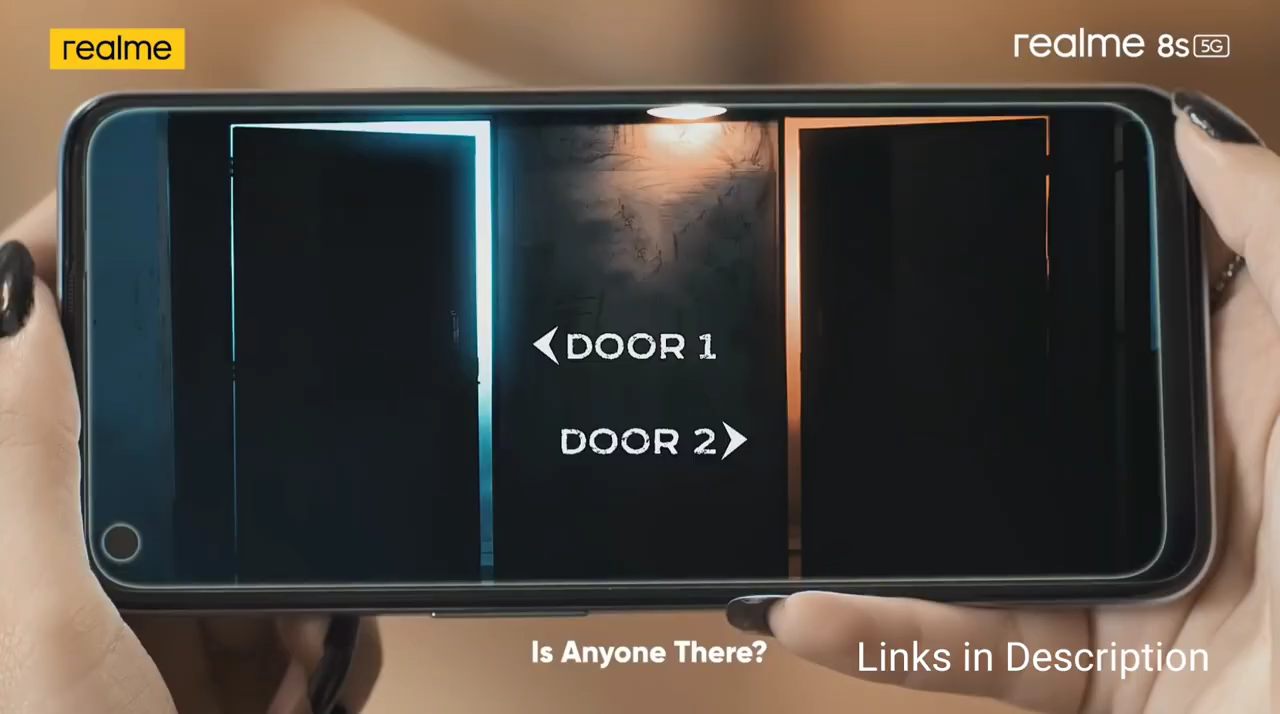 realme
realme 8s 5G
DOOR 1
DOOR 2
Is Anyone There?
Links in Description